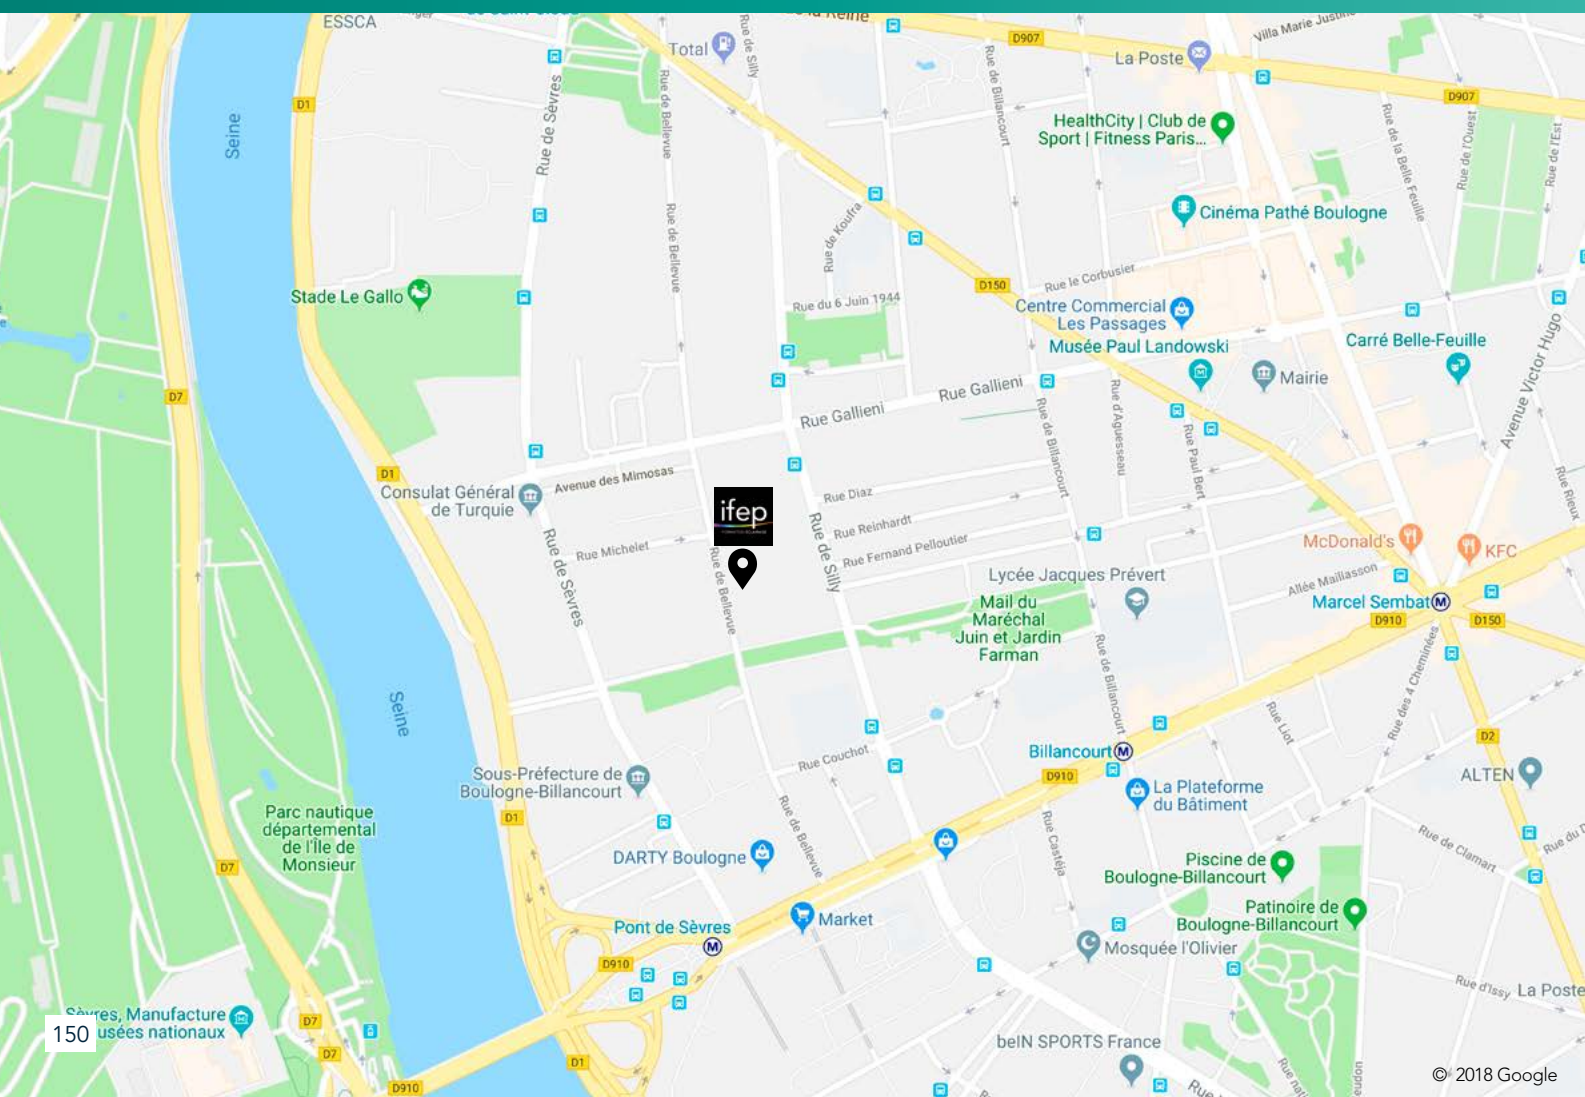 ESSCA
Total
Rue de Silly
D907
La Poste
Villa Marie Justine
D1
Seine
Rue de Sèvres
Rue de Bellevue
Rue de Billancourt
D907
HealthCity | Club de
Sport | Fitness Paris...
Rue de la Belle Feuille
Rue de l'Ouest
Rue de l'Est
Rue de Bellevue
Cinéma Pathé Boulogne
Stade Le Gallo
Rue du 6 Juin 1944
D150
Rue le Corbusier
Centre Commercial
Les Passages
Musée Paul Landowski
Mairie
Carré Belle-Feuille
Avenue Victor Hugo
D7
Rue Gallieni
Rue Gallieni
Rue de Billancourt
Rue d'Aguesseau
Rue Paul Bert
D1
Consulat Général
de Turquie
Avenue des Mimosas
ifep
Rue Diaz
Rue Reinhardt
Rue Fernand Pelloutier
Rue Michelet
Rue de Sèvres
Rue de Bellevue
Rue de Silly
Rue Rieux
McDonald's
KFC
Lycée Jacques Prévert
Allée Maillasson
Marcel Sembat
D910
D150
Mail du
Maréchal
Juin et Jardin
Farman
Rue de Billancourt
Rue des 4 Cheminées
Seine
Rue Liot
D2
Billancourt
Rue Couchot
D910
ALTEN
Sous-Préfecture de
Boulogne-Billancourt
La Plateforme
du Bâtiment
Parc nautique
départemental
de l'Île de
Monsieur
D1
Rue de Bellevue
Rue Castéja
Rue de Clamart
D7
DARTY Boulogne
Piscine de
Boulogne-Billancourt
Patinoire de
Boulogne-Billancourt
Market
Pont de Sèvres
D910
Mosquée l'Olivier
Rue d'Issy
La Poste
Sèvres, Manufacture
usées nationaux
150
D7
D7
D910
D1
beIN SPORTS France
© 2018 Google